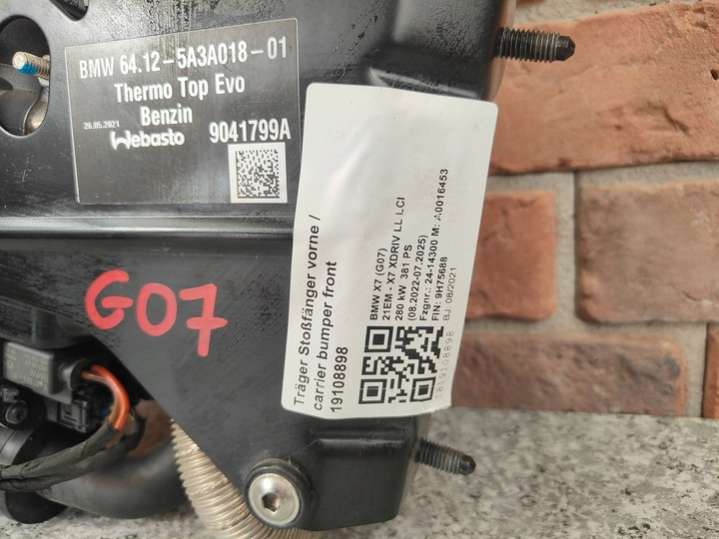 BMW 64.12-5A3A018-01
Thermo Top Evo
Benzin
26.05.2021
Webasto 9041799A
G07
Träger Stoßfänger vorne /
carrier bumper front
19108898
BMW X7 (G07)
21EM - X7 XDRIV LL LCI
280 kW 381 PS
(08.2022-07.2025)
Fzgnr.: 24-14300 M: A0016453
FIN: 9H75688
BJ: 08/2021
1819108898